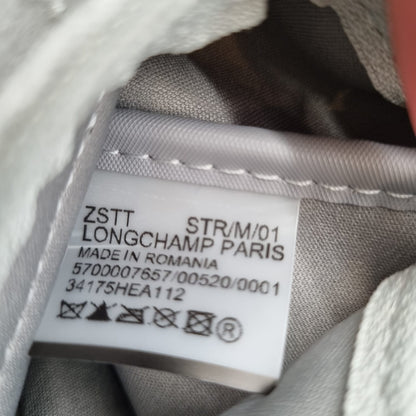 ZSTT STR/M/01
LONGCHAMP PARIS
MADE IN ROMANIA
5700007657/00520/0001
34175HEA112
®